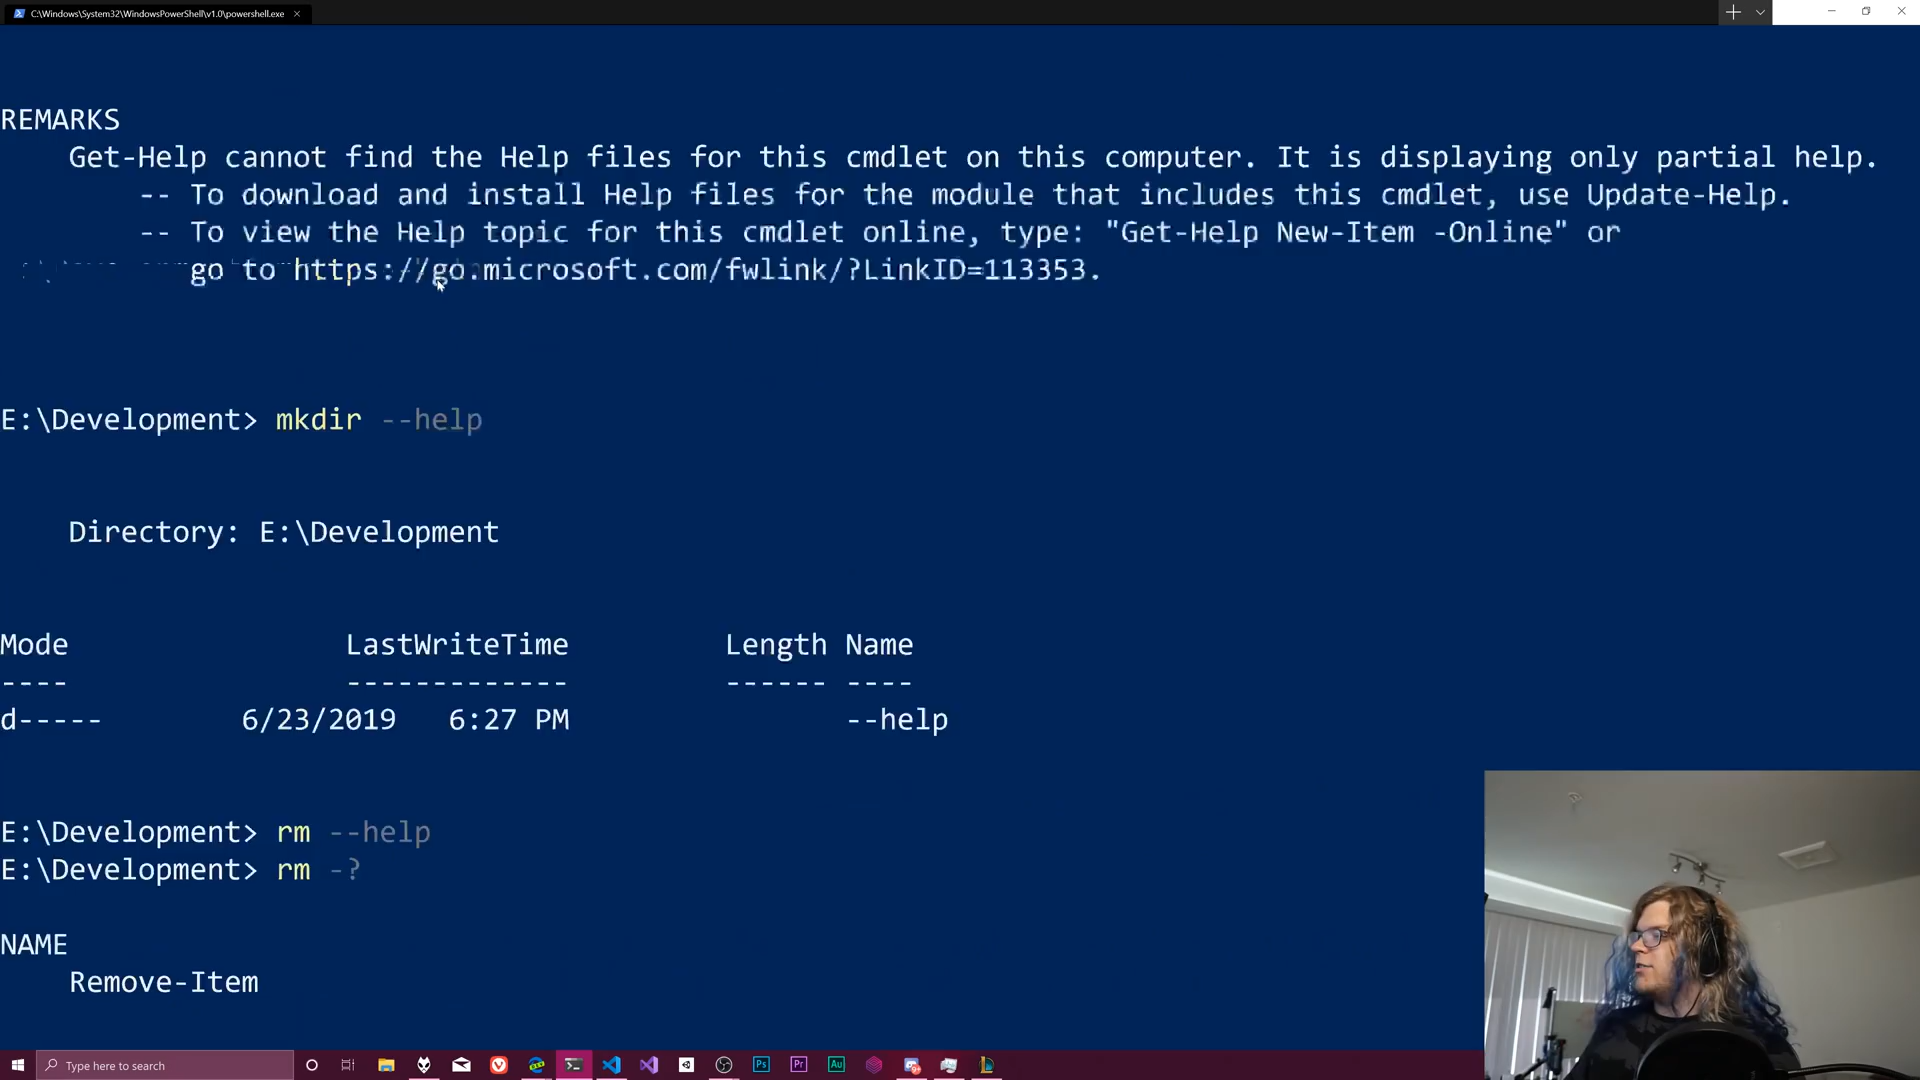 C:\Windows\System32\WindowsPowerShell\v1.0\powershell.exe
REMARKS
Get-Help cannot find the Help files for this cmdlet on this computer. It is displaying only partial help.
-- To download and install Help files for the module that includes this cmdlet, use Update-Help.
-- To view the Help topic for this cmdlet online, type: "Get-Help New-Item -Online" or
go to https://go.microsoft.com/fwlink/?LinkID=113353.
E:\Development> mkdir --help
Directory: E:\Development
Mode LastWriteTime Length Name
---- ------------- ------ ----
d----- 6/23/2019 6:27 PM --help
E:\Development> rm --help
E:\Development> rm -?
NAME
Remove-Item
Type here to search
Ps
Pr
Au